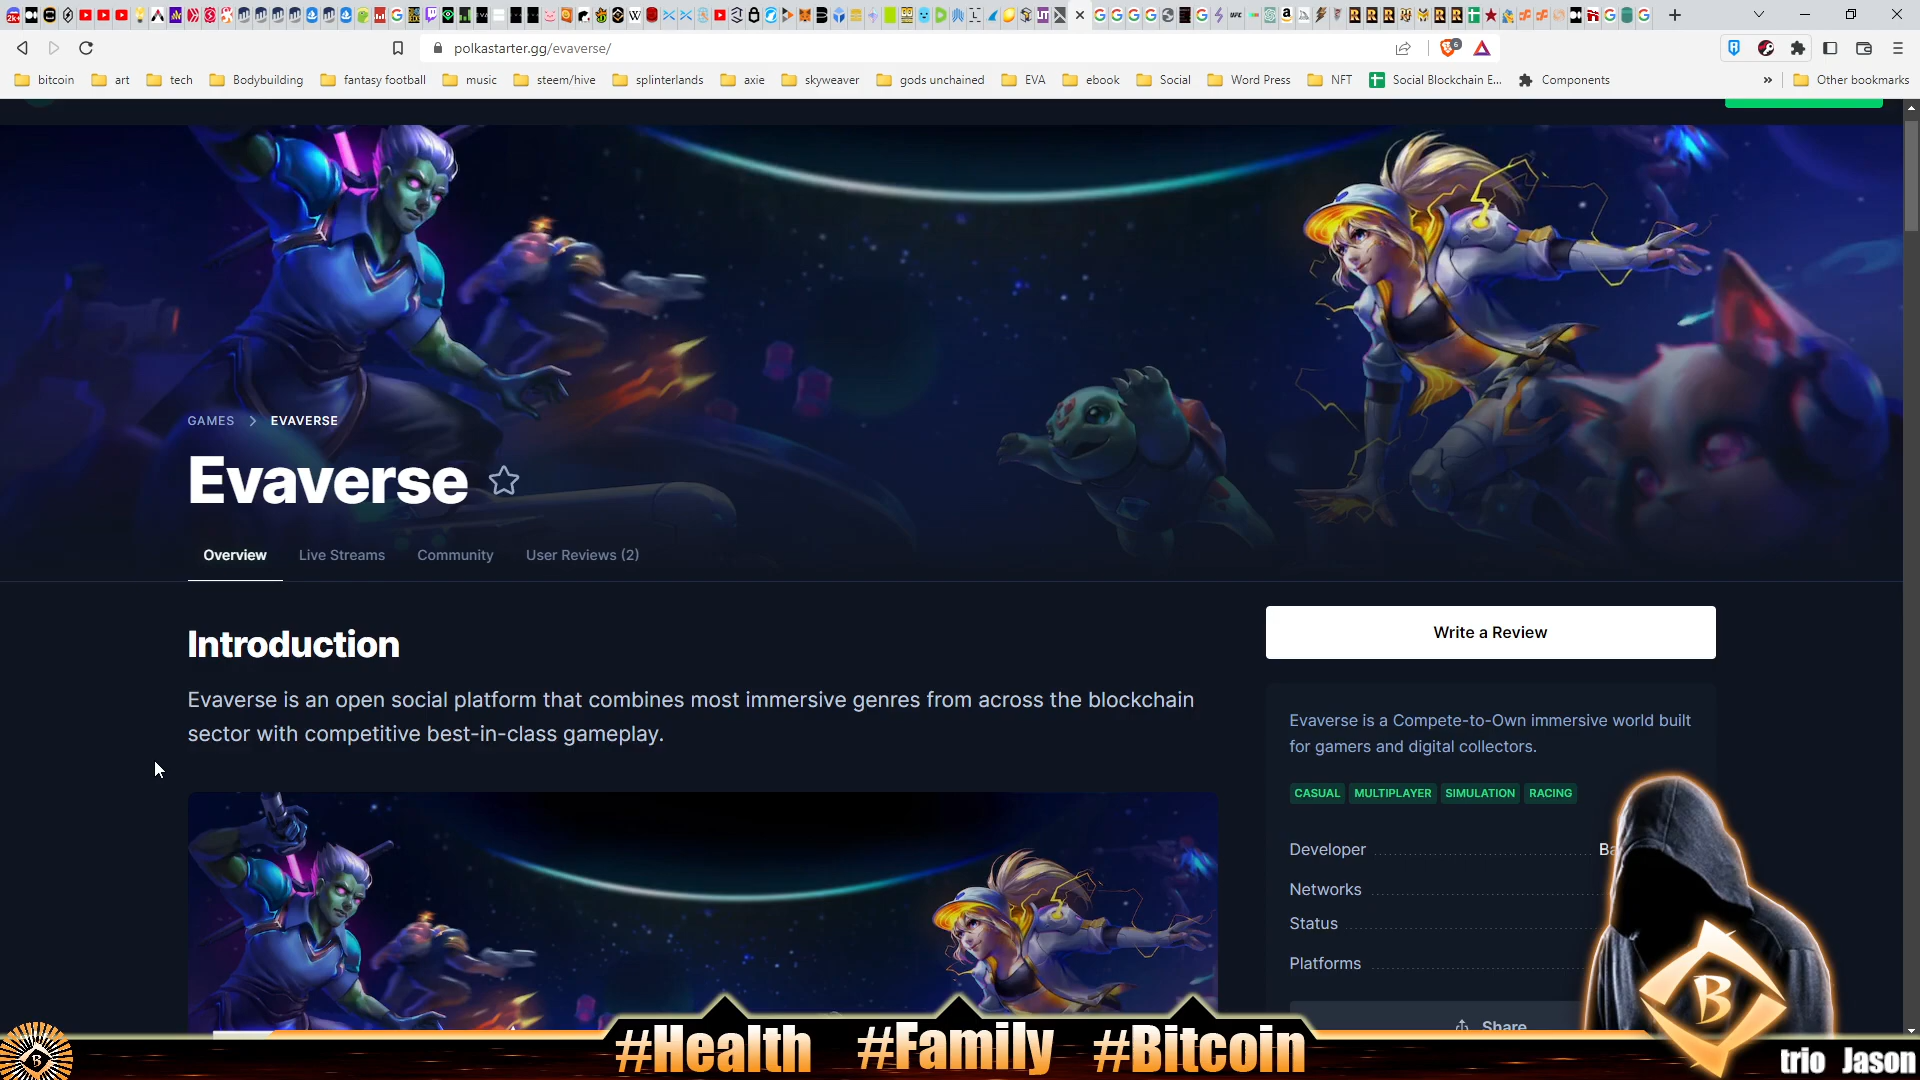 polkastarter.gg/evaverse/
bitcoin art tech Bodybuilding fantasy football music steem/hive splinterlands axie skyweaver gods unchained EVA ebook Social Word Press NFT Social Blockchain E... Components » Other bookmarks
GAMES > EVAVERSE
Evaverse
Overview Live Streams Community User Reviews (2)
Introduction
Evaverse is an open social platform that combines most immersive genres from across the blockchain
sector with competitive best-in-class gameplay.
Write a Review
Evaverse is a Compete-to-Own immersive world built
for gamers and digital collectors.
CASUAL MULTIPLAYER SIMULATION RACING
Developer
Networks
Status
Platforms
Share
B
#Health #Family #Bitcoin
B
trio Jason